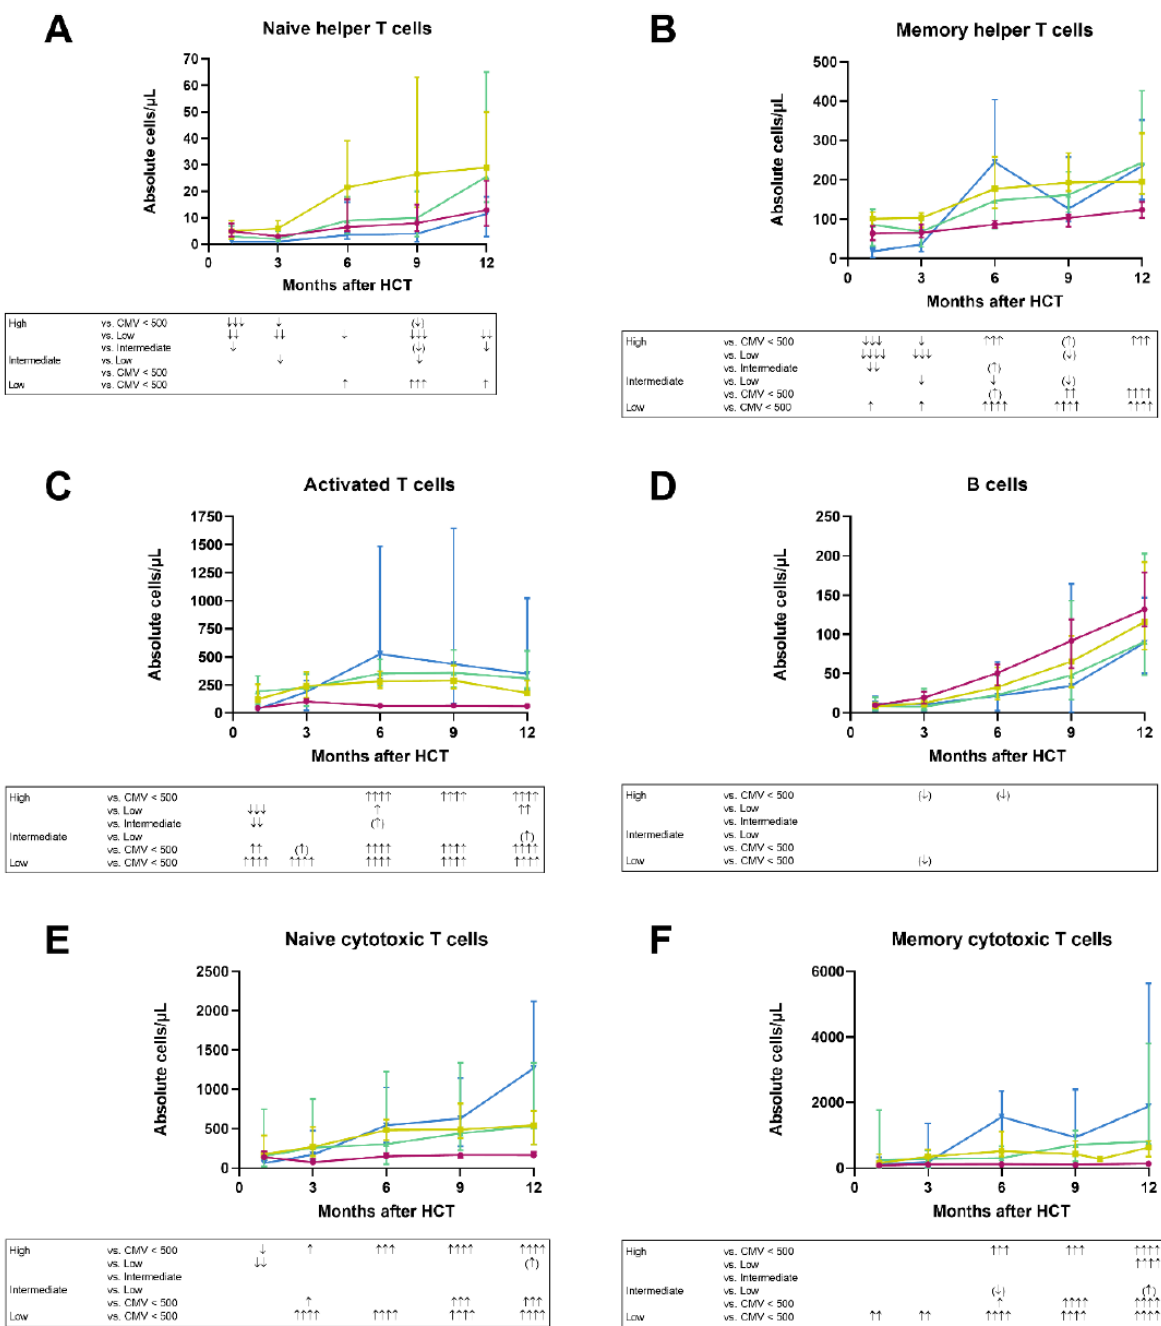 A
Naive helper T cells
Absolute cells/µL
70
60
50
40
30
20
10
0
0 3 6 9 12
Months after HCT
High vs. CMV < 500 ↓↓↓ ↓ (↓)
vs. Low ↓↓ ↓↓ ↓ ↓↓↓ ↓↓
vs. Intermediate ↓ (↓) ↓
Intermediate vs. Low ↓ ↓
vs. CMV < 500
Low vs. CMV < 500 ↑ ↑↑↑ ↑
B
Memory helper T cells
Absolute cells/µL
500
400
300
200
100
0
0 3 6 9 12
Months after HCT
High vs. CMV < 500 ↓↓↓ ↓ ↑↑↑ (↑) ↑↑↑
vs. Low ↓↓↓↓ ↓↓↓ (↓)
vs. Intermediate ↓↓ (↑)
Intermediate vs. Low ↓ ↓ (↓)
vs. CMV < 500 (↑) ↑↑ ↑↑↑↑
Low vs. CMV < 500 ↑ ↑ ↑↑↑↑ ↑↑↑↑ ↑↑↑↑
C
Activated T cells
Absolute cells/µL
1750
1500
1250
1000
750
500
250
0
0 3 6 9 12
Months after HCT
High vs. CMV < 500 ↑↑↑↑ ↑↑↑↑ ↑↑↑↑
vs. Low ↓↓↓ ↑ ↑↑
vs. Intermediate ↓↓ (↑)
Intermediate vs. Low (↑)
vs. CMV < 500 ↑↑ (↑) ↑↑↑↑ ↑↑↑↑ ↑↑↑↑
Low vs. CMV < 500 ↑↑↑↑ ↑↑↑↑ ↑↑↑↑ ↑↑↑↑ ↑↑↑↑
D
B cells
Absolute cells/µL
250
200
150
100
50
0
0 3 6 9 12
Months after HCT
High vs. CMV < 500 (↓) (↓)
vs. Low
vs. Intermediate
Intermediate vs. Low
vs. CMV < 500
Low vs. CMV < 500 (↓)
E
Naive cytotoxic T cells
Absolute cells/µL
2500
2000
1500
1000
500
0
0 3 6 9 12
Months after HCT
High vs. CMV < 500 ↓ ↑ ↑↑↑ ↑↑↑↑ ↑↑↑↑
vs. Low ↓↓ (↑)
vs. Intermediate
Intermediate vs. Low
vs. CMV < 500 ↑ ↑↑↑ ↑↑↑
Low vs. CMV < 500 ↑↑↑↑ ↑↑↑↑ ↑↑↑↑ ↑↑↑↑
F
Memory cytotoxic T cells
Absolute cells/µL
6000
4000
2000
0
0 3 6 9 12
Months after HCT
High vs. CMV < 500 ↑↑↑ ↑↑↑ ↑↑↑↑
vs. Low ↑↑↑↑
vs. Intermediate
Intermediate vs. Low (↓) (↑)
vs. CMV < 500 ↑ ↑↑↑↑ ↑↑↑↑
Low vs. CMV < 500 ↑↑ ↑↑ ↑↑↑↑ ↑↑↑↑ ↑↑↑↑